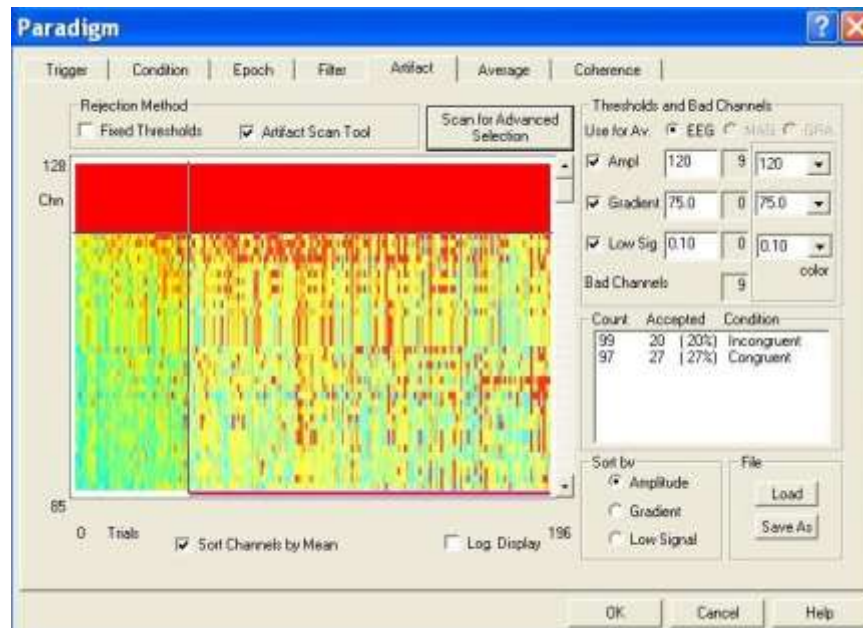 Paradigm
Trigger Condition Epoch Filter Artifact Average Coherence
Rejection Method
Fixed Thresholds Artifact Scan Tool
Scan for Advanced
Selection
Thresholds and Bad Channels
Use for Av. EEG MAG GRA
Ampl 120 9 120
Gradient 75.0 0 75.0
Low Sig 0.10 0 0.10
color
Bad Channels 9
128
Chn
85
0 Trials 196
Sort Channels by Mean
Log. Display
Count Accepted Condition
99 20 (20%) Incongruent
97 27 (27%) Congruent
Sort by
Amplitude
Gradient
Low Signal
File
Load
Save As
OK Cancel Help